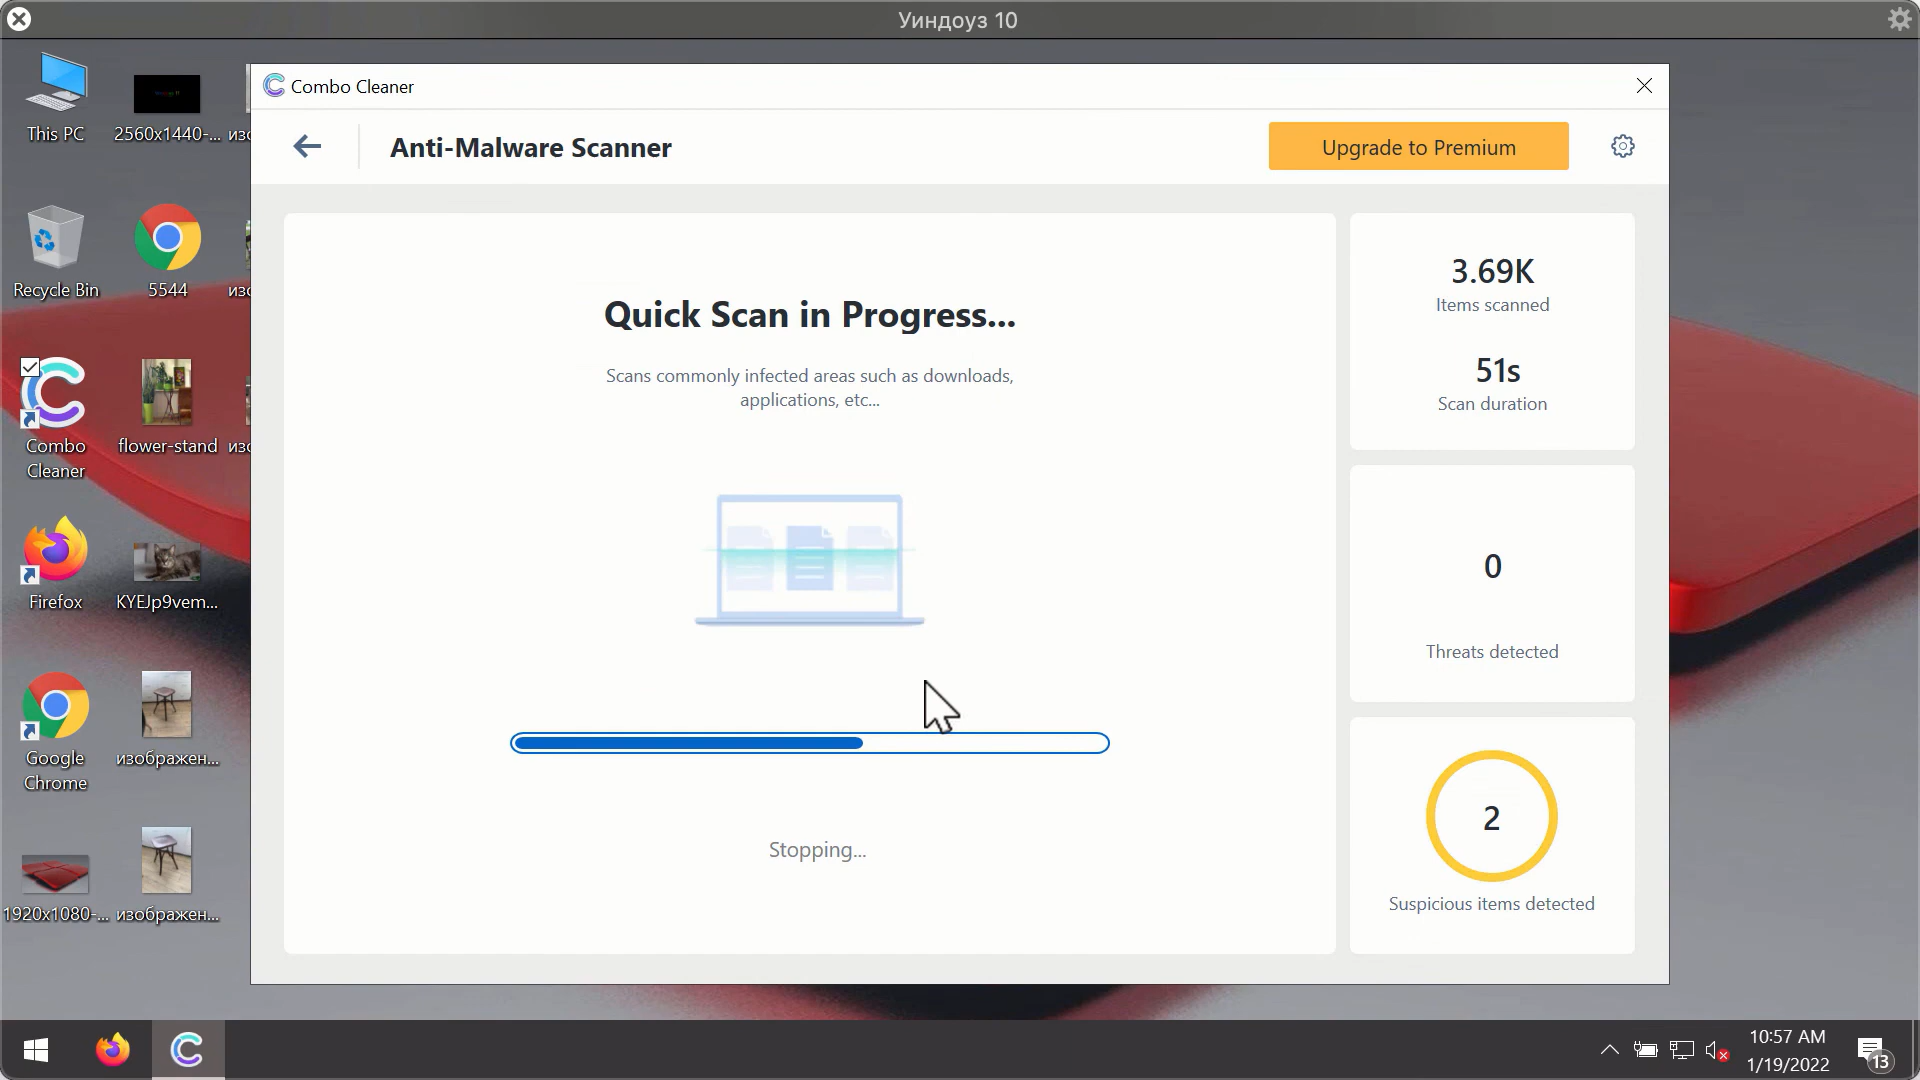 Уиндоуз 10
This PC
2560x1440-...
изо
Recycle Bin
5544
изо
Combo
Cleaner
flower-stand
изо
Firefox
KYEJp9vem...
Google
Chrome
изображен...
1920x1080-...
изображен...
Combo Cleaner
Anti-Malware Scanner
Upgrade to Premium
Quick Scan in Progress...
Scans commonly infected areas such as downloads,
applications, etc...
Stopping...
3.69K
Items scanned
51s
Scan duration
0
Threats detected
2
Suspicious items detected
10:57 AM
1/19/2022
13